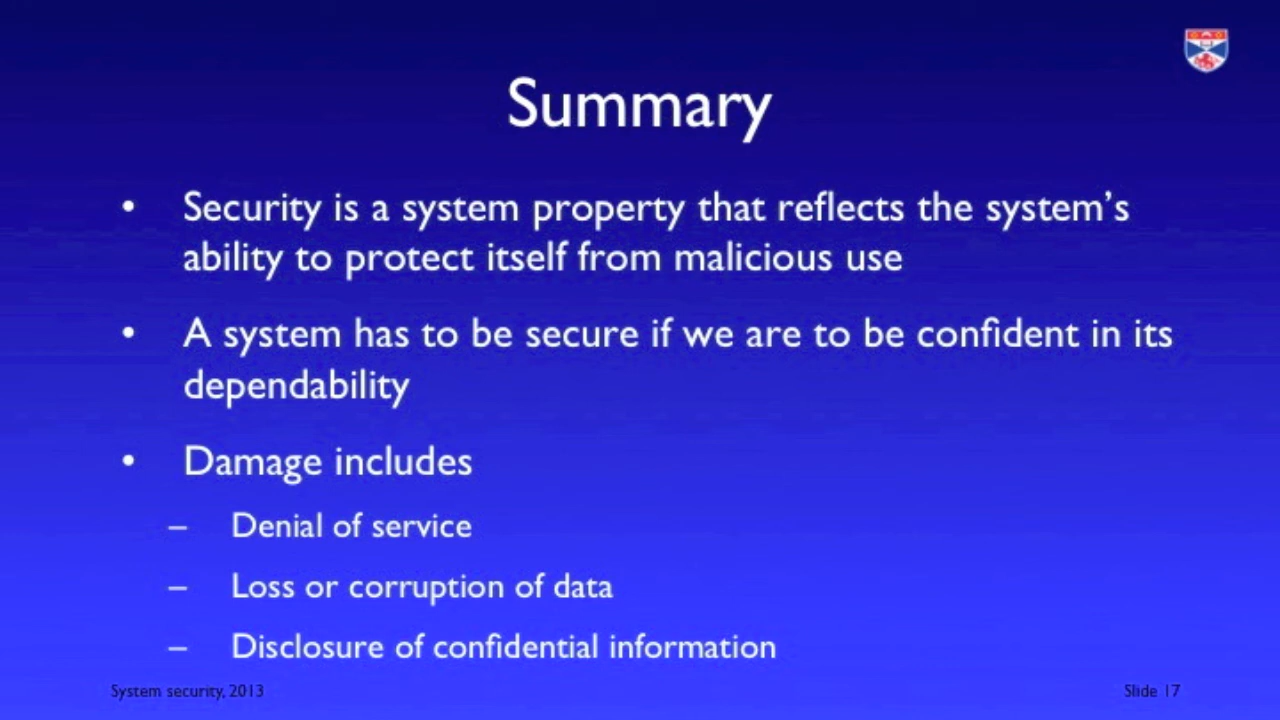 Summary
• Security is a system property that reflects the system’s
ability to protect itself from malicious use
• A system has to be secure if we are to be confident in its
dependability
• Damage includes
– Denial of service
– Loss or corruption of data
– Disclosure of confidential information
System security, 2013
Slide 17